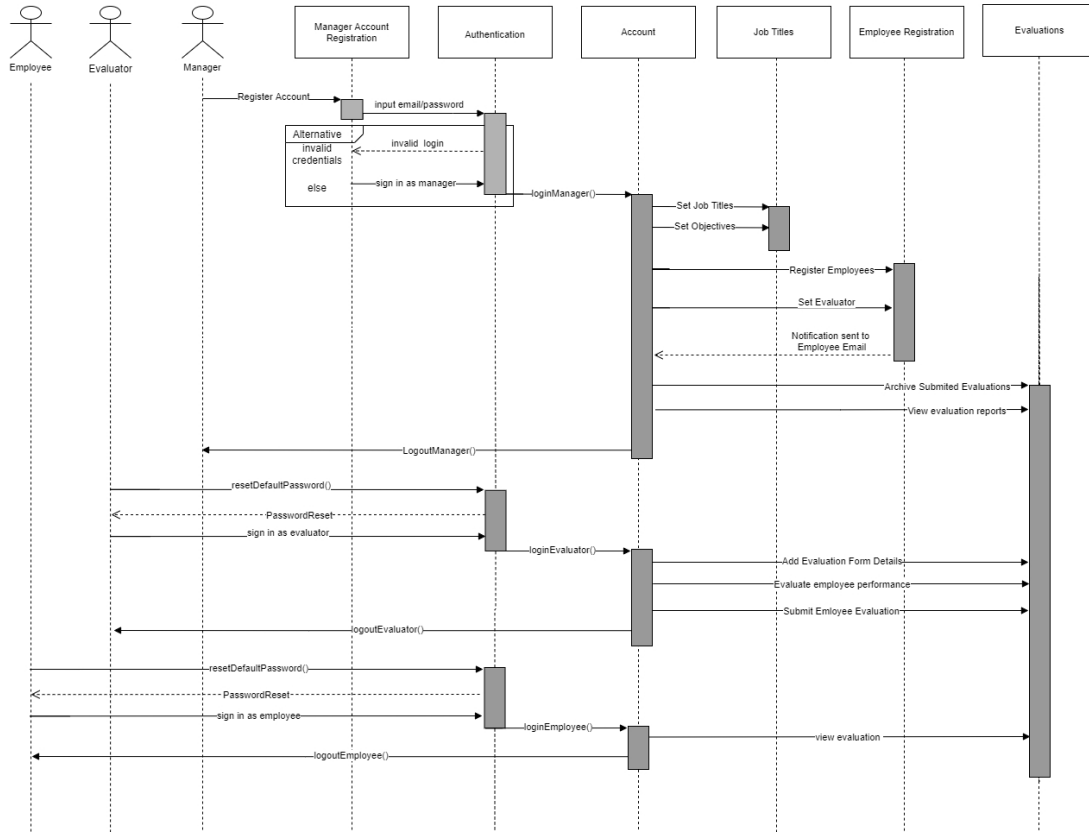 Manager Account
Registration
Authentication
Account
Job Titles
Employee Registration
Evaluations
Employee
Evaluator
Manager
Register Account
input email/password
Alternative
invalid
credentials
invalid login
else
sign in as manager
loginManager()
Set Job Titles
Set Objectives
Register Employees
Set Evaluator
Notification sent to
Employee Email
Archive Submited Evaluations
View evaluation reports
LogoutManager()
resetDefaultPassword()
PasswordReset
sign in as evaluator
loginEvaluator()
Add Evaluation Form Details
Evaluate employee performance
Submit Emloyee Evaluation
logoutEvaluator()
resetDefaultPassword()
PasswordReset
sign in as employee
loginEmployee()
view evaluation
logoutEmployee()